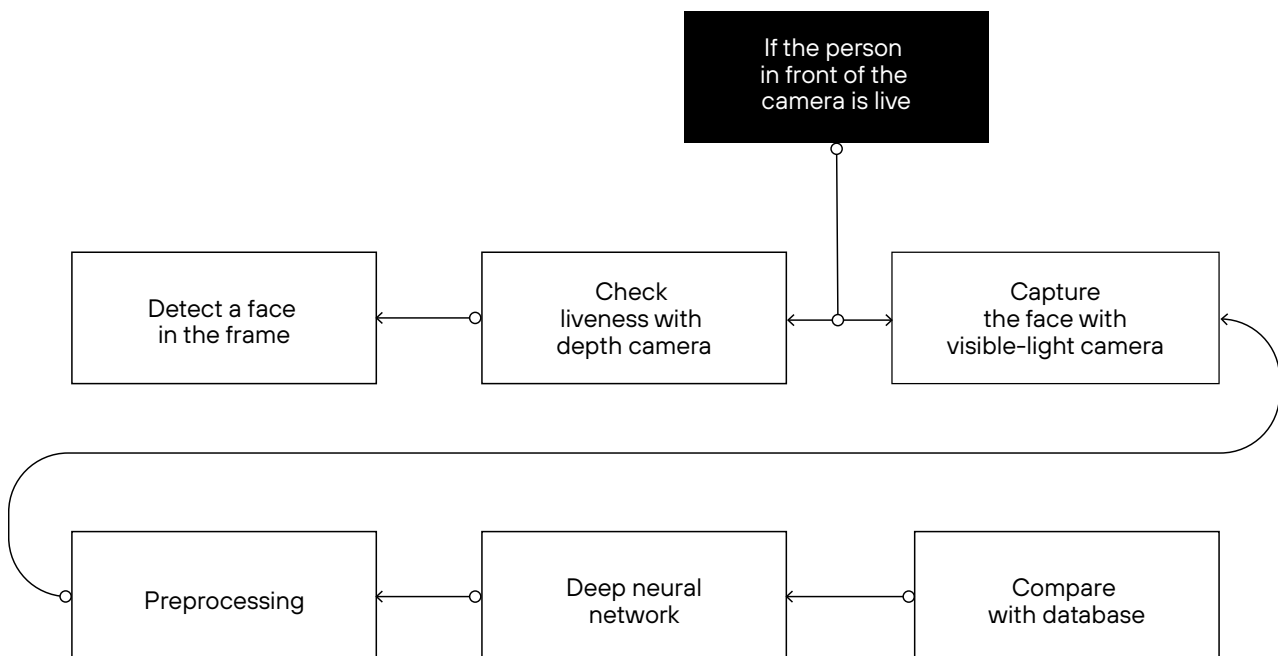 If the person
in front of the
camera is live
Detect a face
in the frame
Check
liveness with
depth camera
Capture
the face with
visible-light camera
Preprocessing
Deep neural
network
Compare
with database